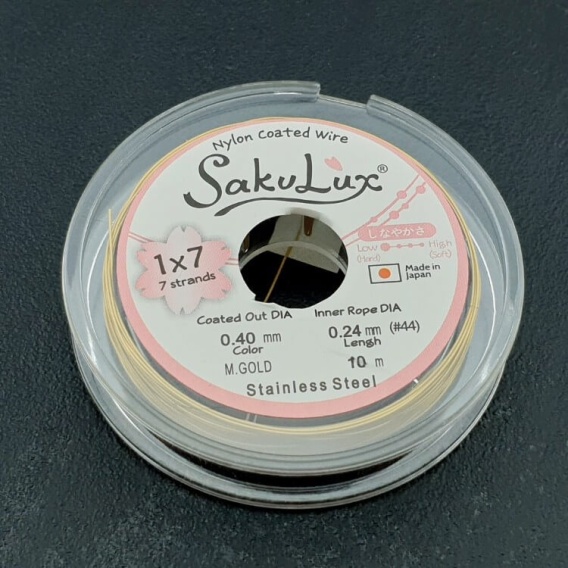 Nylon Coated Wire
SakuLux®
しなやかさ
Low High
(Hard) (Soft)
1x7
7 strands
Made in
Japan
Coated Out DIA Inner Rope DIA
0.40 mm 0.24 mm (#44)
Color Lengh
M.GOLD 10 m
Stainless Steel